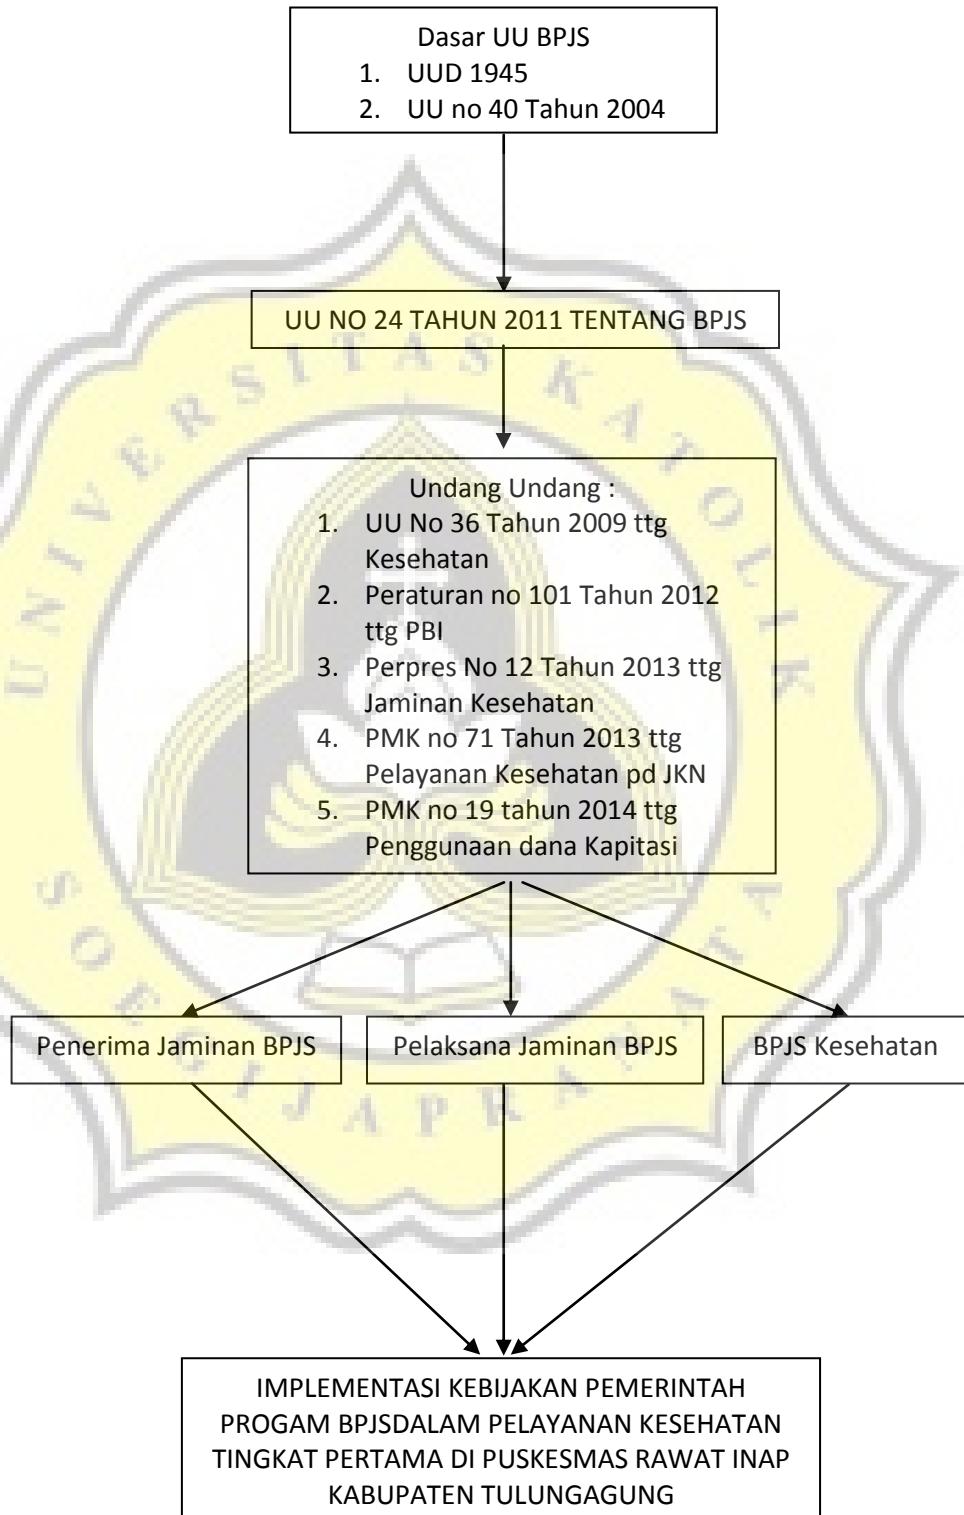 Dasar UU BPJS
1. UUD 1945
2. UU no 40 Tahun 2004
UU NO 24 TAHUN 2011 TENTANG BPJS
Undang Undang :
1. UU No 36 Tahun 2009 ttg
Kesehatan
2. Peraturan no 101 Tahun 2012
ttg PBI
3. Perpres No 12 Tahun 2013 ttg
Jaminan Kesehatan
4. PMK no 71 Tahun 2013 ttg
Pelayanan Kesehatan pd JKN
5. PMK no 19 tahun 2014 ttg
Penggunaan dana Kapitasi
Penerima Jaminan BPJS
Pelaksana Jaminan BPJS
BPJS Kesehatan
IMPLEMENTASI KEBIJAKAN PEMERINTAH
PROGAM BPJSDALAM PELAYANAN KESEHATAN
TINGKAT PERTAMA DI PUSKESMAS RAWAT INAP
KABUPATEN TULUNGAGUNG
UNIVERSITAS KATOLIK
SOEGIJAPRANATA